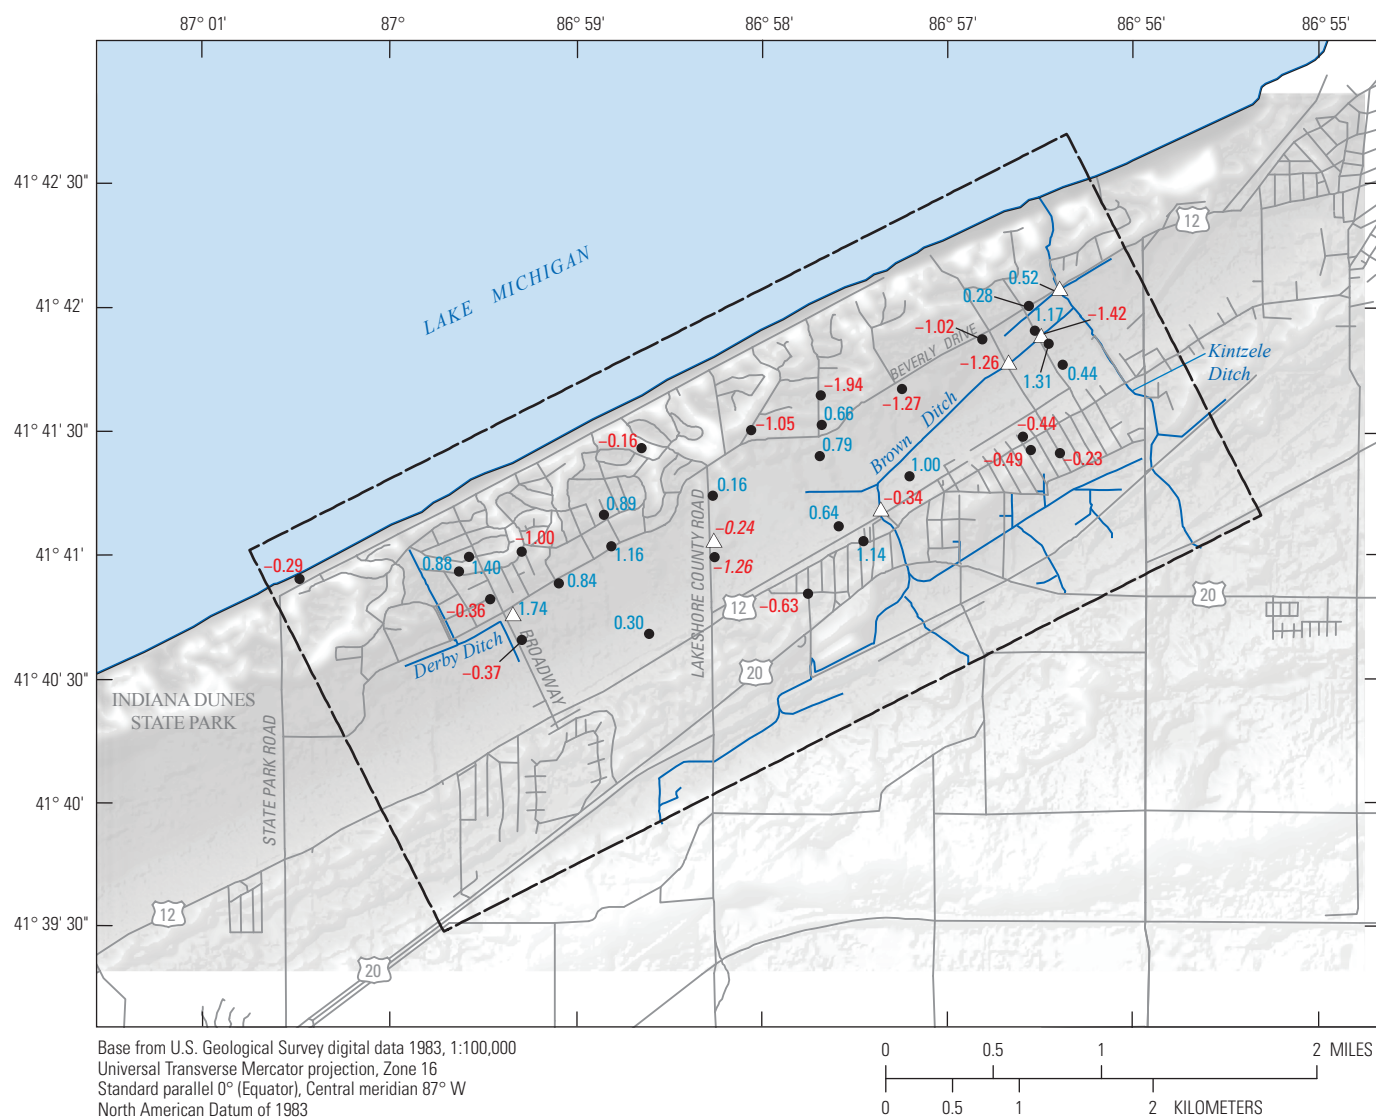 87° 01'
87°
86° 59'
86° 58'
86° 57'
86° 56'
86° 55'
41° 42' 30"
12
LAKE MICHIGAN
0.52
41° 42'
0.28
1.17
−1.42
−1.02
BEVERLY DRIVE
−1.26
Kintzele
Ditch
1.31
0.44
−1.94
−1.27
0.66
41° 41' 30"
−1.05
−0.44
−0.16
0.79
Brown Ditch
−0.49
−0.23
1.00
0.16
LAKESHORE COUNTY ROAD
0.89
−0.34
0.64
−0.24
−1.00
41° 41'
1.16
1.14
−0.29
0.88
1.40
−1.26
0.84
20
−0.36
1.74
12
−0.63
0.30
Derby Ditch
BROADWAY
−0.37
20
41° 40' 30"
INDIANA DUNES
STATE PARK
STATE PARK ROAD
41° 40'
12
41° 39' 30"
20
Base from U.S. Geological Survey digital data 1983, 1:100,000
Universal Transverse Mercator projection, Zone 16
Standard parallel 0° (Equator), Central meridian 87° W
North American Datum of 1983
0 0.5 1 2 MILES
0 0.5 1 2 KILOMETERS